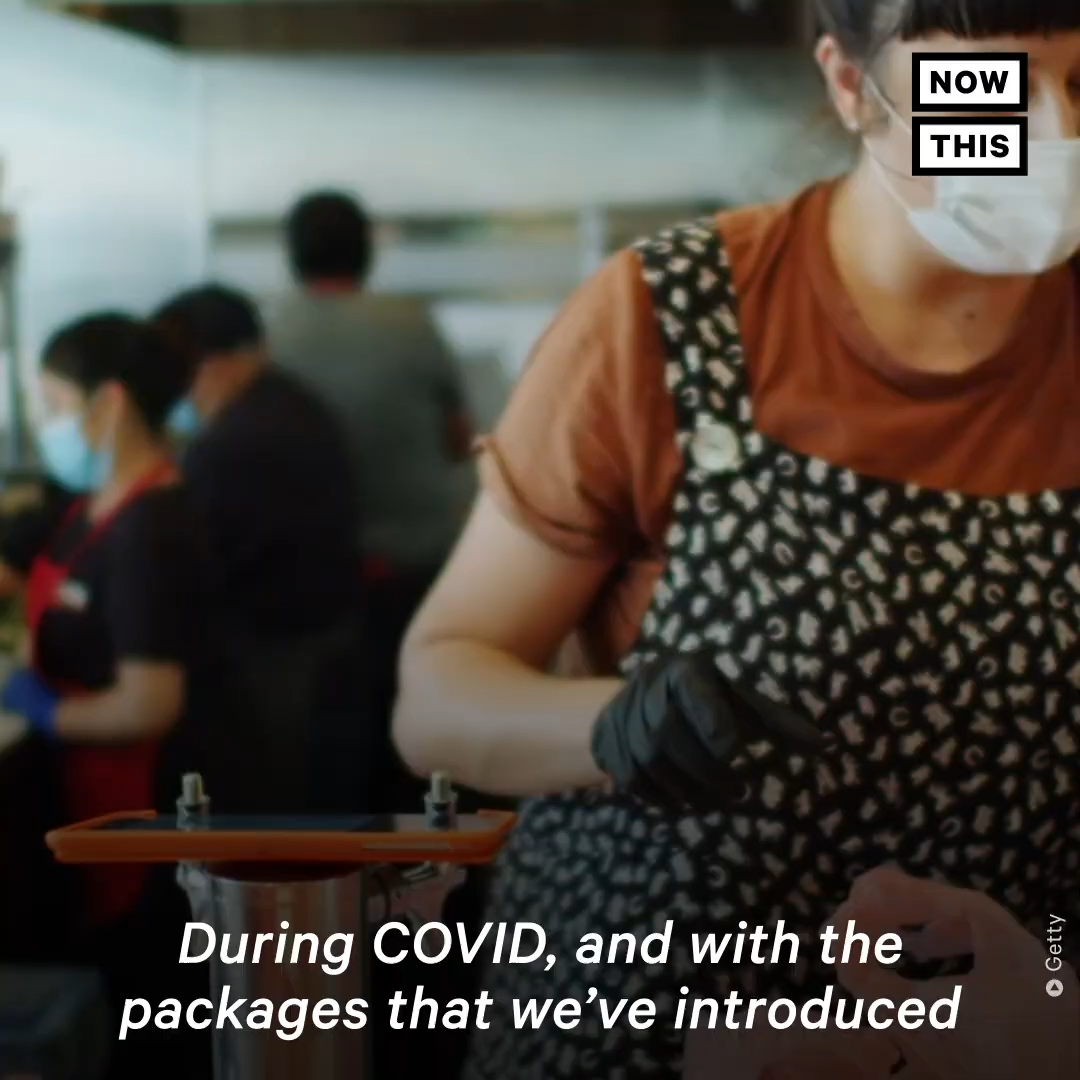 NOW
THIS
Getty
During COVID, and with the
packages that we’ve introduced